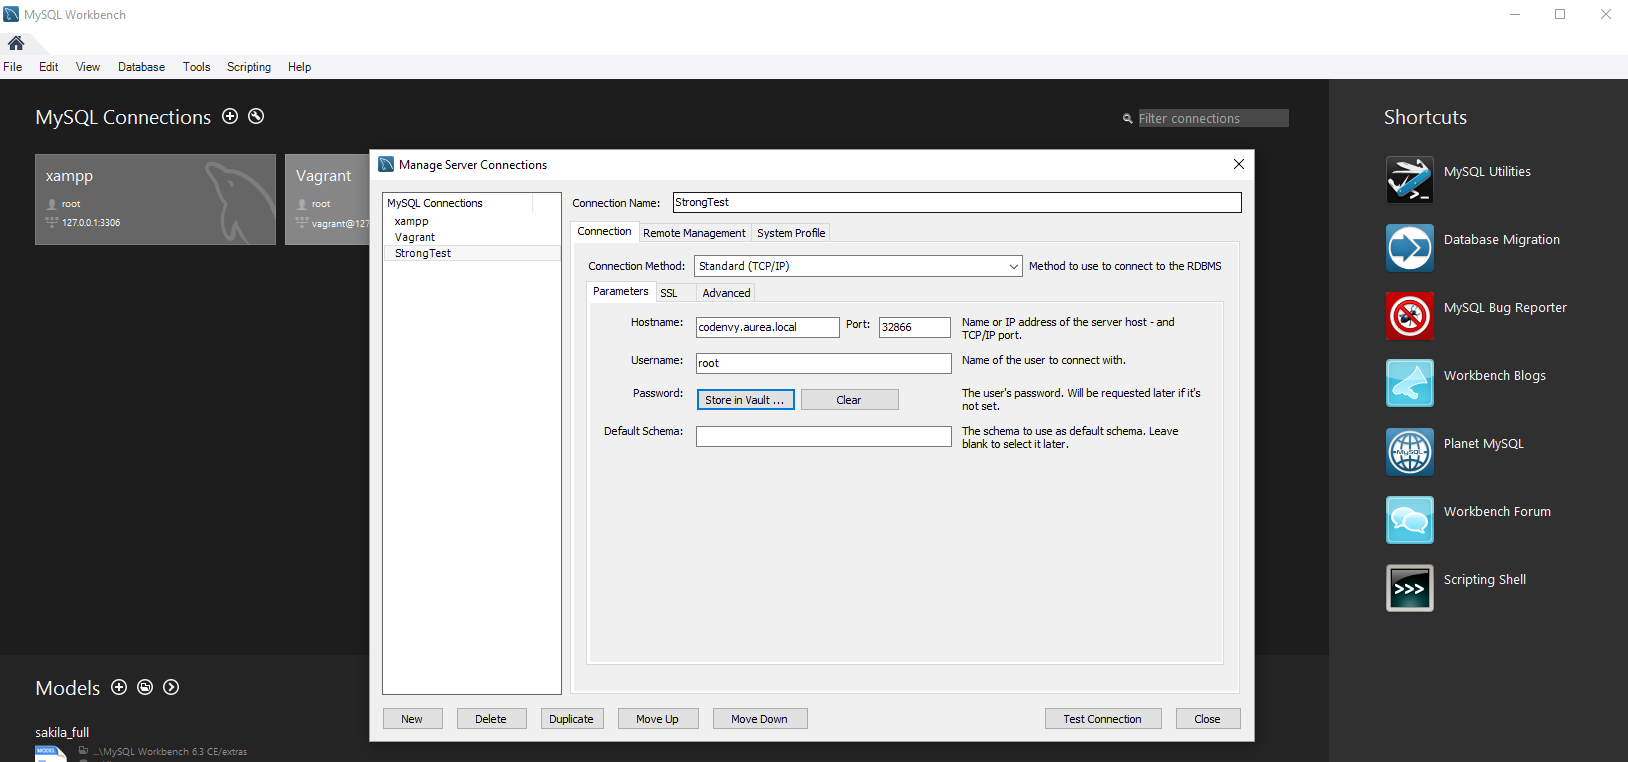 MySQL Workbench
File Edit View Database Tools Scripting Help
MySQL Connections
Filter connections
xampp
root
127.0.0.1:3306
Vagrant
root
vagrant@127
Manage Server Connections
MySQL Connections
xampp
Vagrant
StrongTest
Connection Name: StrongTest
Connection Remote Management System Profile
Connection Method: Standard (TCP/IP) Method to use to connect to the RDBMS
Parameters SSL Advanced
Hostname: codenvy.aurea.local Port: 32866 Name or IP address of the server host - and
TCP/IP port.
Username: root Name of the user to connect with.
Password: Store in Vault ... Clear The user's password. Will be requested later if it's
not set.
Default Schema: The schema to use as default schema. Leave
blank to select it later.
New Delete Duplicate Move Up Move Down Test Connection Close
Shortcuts
MySQL Utilities
Database Migration
MySQL Bug Reporter
Workbench Blogs
MySQL
Planet MySQL
Workbench Forum
>>>
Scripting Shell
Models
sakila_full
MODEL
...\MySQL Workbench 6.3 CE/extras